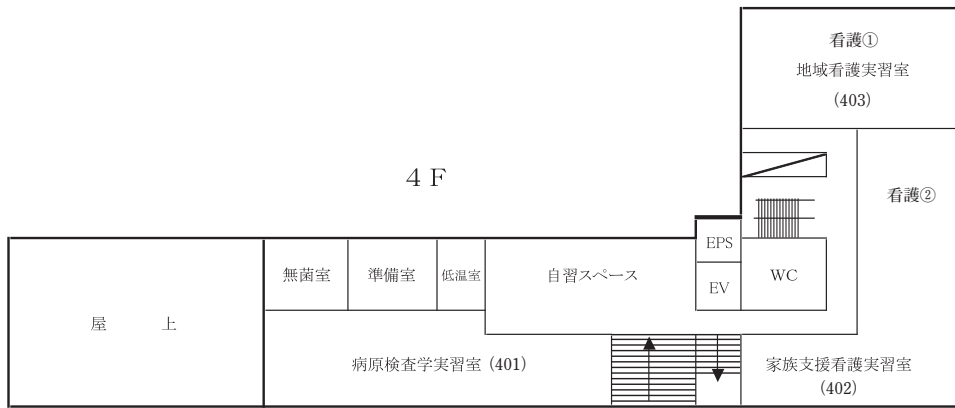 看護①
地域看護実習室
(403)
4 F
看護②
EPS
無菌室
準備室
低温室
自習スペース
EV
WC
屋 上
病原検査学実習室 (401)
家族支援看護実習室
(402)